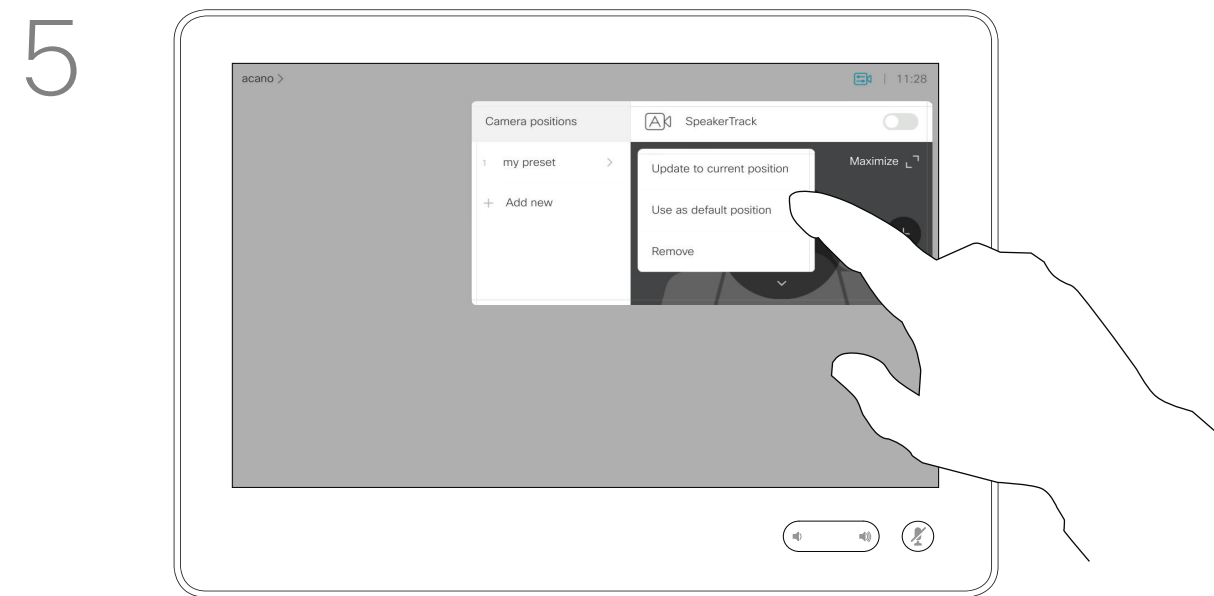 5
acano >
11:28
Camera positions
SpeakerTrack
1 my preset >
Maximize
+ Add new
Update to current position
Use as default position
Remove